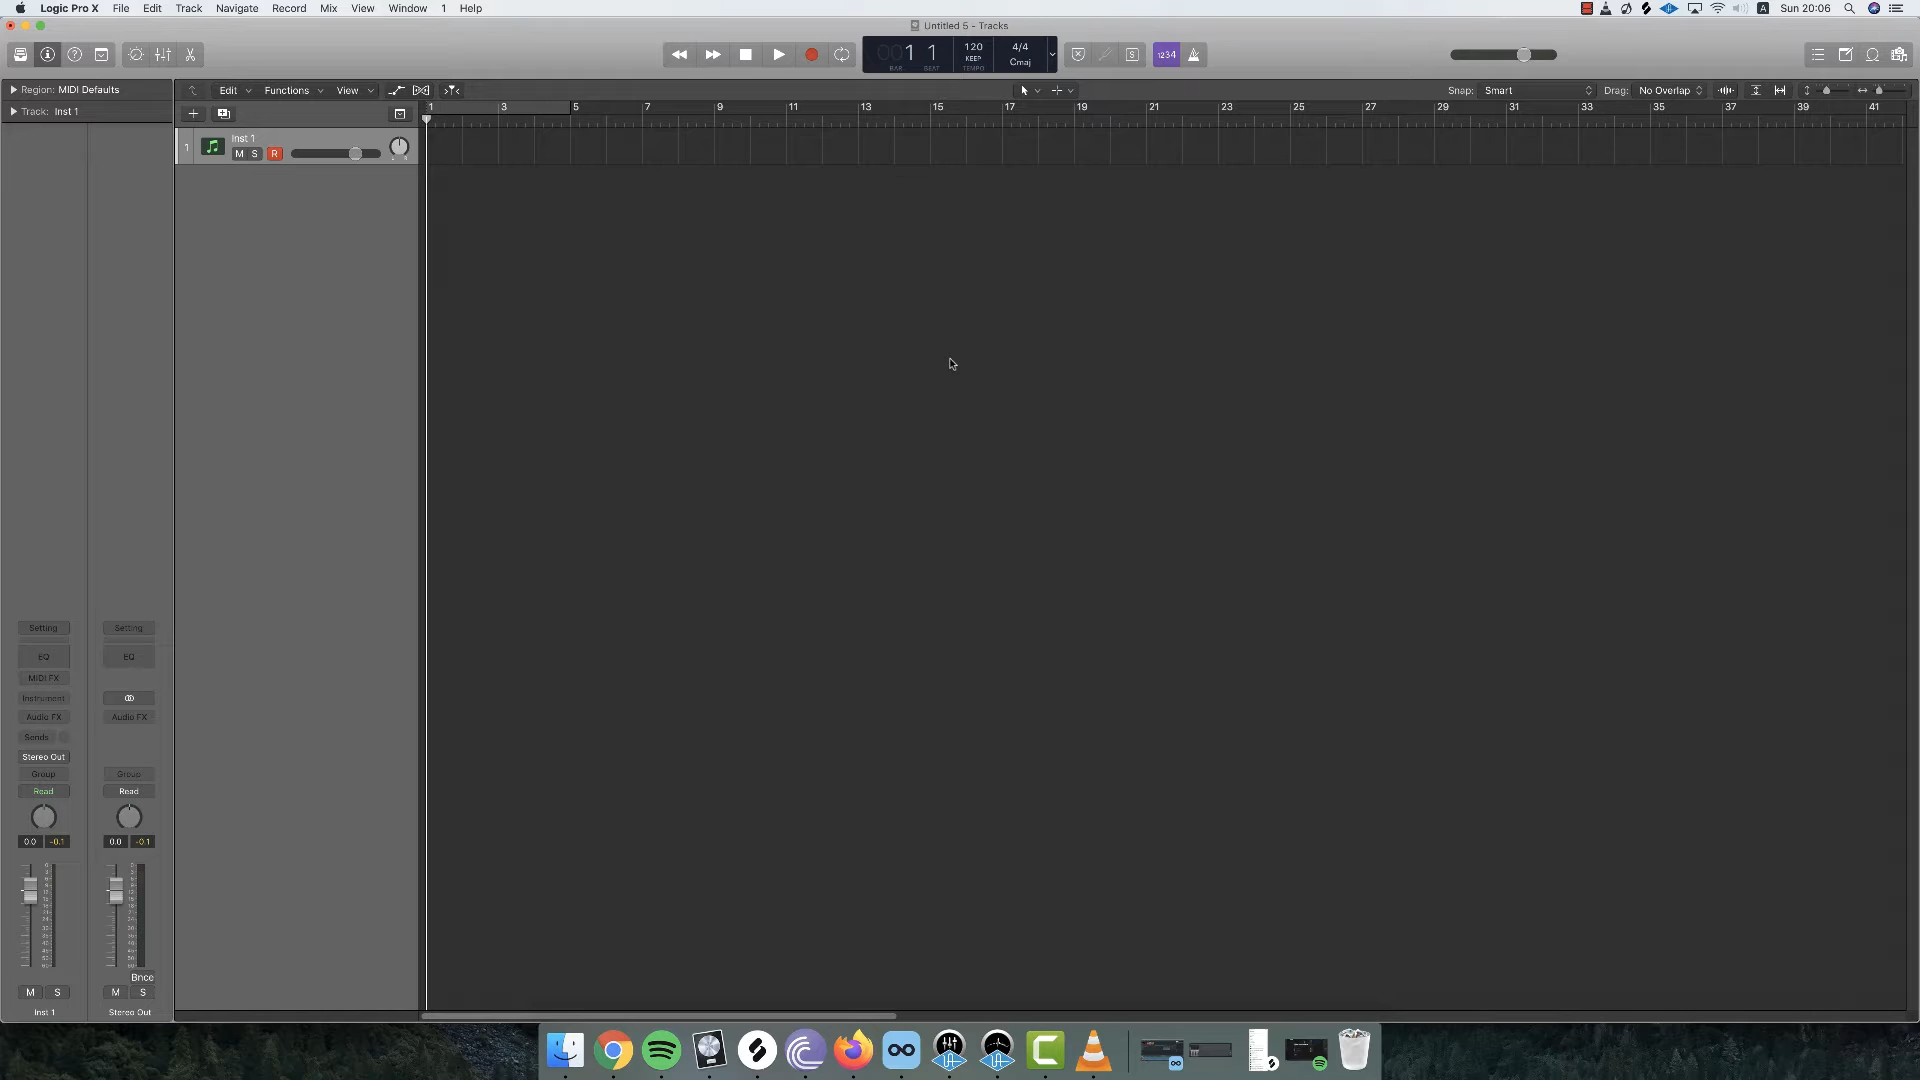 Logic Pro X File Edit Track Navigate Record Mix View Window 1 Help
A Sun 20:06
Untitled 5 - Tracks
001 1 120 4/4
KEEP Cmaj
BAR BEAT TEMPO
S 1234
Region: MIDI Defaults
Edit Functions View
Snap: Smart Drag: No Overlap
Track: Inst 1
1 3 5 7 9 11 13 15 17 19 21 23 25 27 29 31 33 35 37 39 41
1 Inst 1
M S R
Setting Setting
EQ EQ
MIDI FX
Instrument
Audio FX Audio FX
Sends
Stereo Out
Group Group
Read Read
0.0 -0.1 0.0 -0.1
Bnce
M S M S
Inst 1 Stereo Out